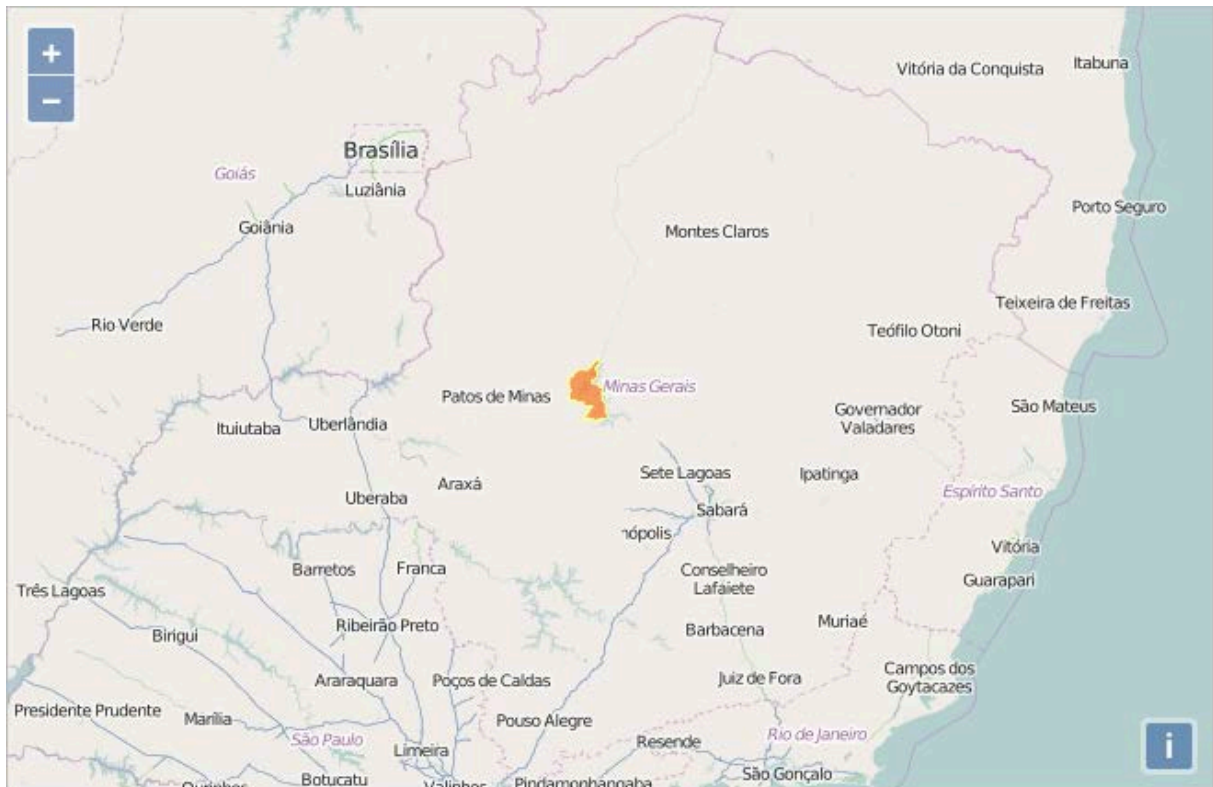 +
−
Vitória da Conquista
Itabuna
Brasília
Goiás
Luziânia
Porto Seguro
Goiânia
Montes Claros
Teixeira de Freitas
Rio Verde
Teófilo Otoni
Patos de Minas
Minas Gerais
Governador
Valadares
São Mateus
Ituiutaba
Uberlândia
Sete Lagoas
Ipatinga
Araxá
Uberaba
Espírito Santo
Sabará
nópolis
Vitória
Barretos
Franca
Conselheiro
Lafaiete
Guarapari
Três Lagoas
Birigui
Ribeirão Preto
Barbacena
Muriaé
Araraquara
Poços de Caldas
Juiz de Fora
Campos dos
Goytacazes
Presidente Prudente
Marília
Pouso Alegre
São Paulo
Limeira
Resende
Rio de Janeiro
i
Ourinhos
Botucatu
Valinhos
Pindamonhangaba
São Gonçalo